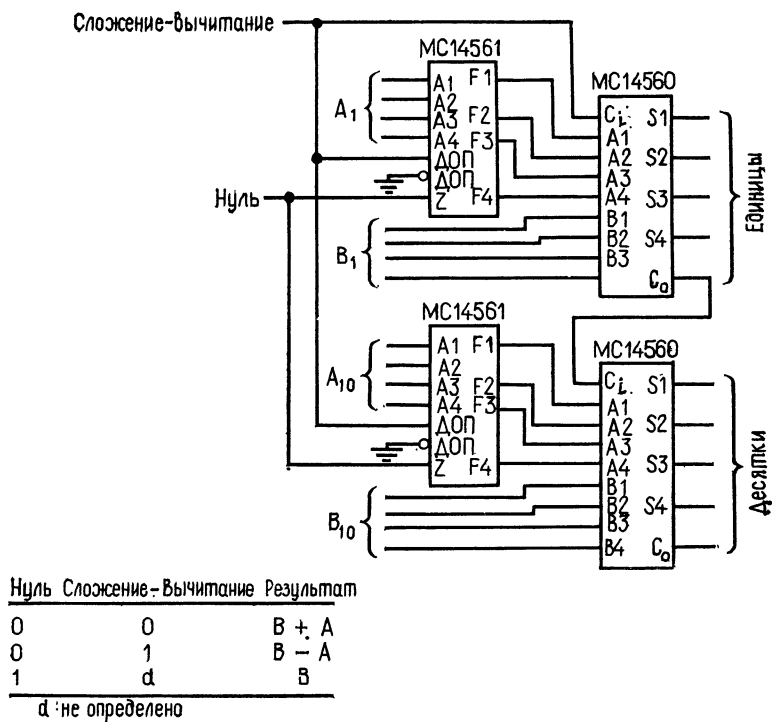 Сложение-Вычитание
MC14561
MC14560
A1 F1
A2
A3 F2
A4 F3
ДОП
ДОП
Z F4
A₁
Нуль
B₁
Ci S1
A1
A2 S2
A3
A4 S3
B1
B2 S4
B3
Co
Единицы
MC14561
MC14560
A1 F1
A2
A3 F2
A4 F3
ДОП
ДОП
Z F4
A₁₀
B₁₀
Ci S1
A1
A2 S2
A3
A4 S3
B1
B2 S4
B3
B4 Co
Десятки
Нуль Сложение-Вычитание Результат
0 0 B + A
0 1 B – A
1 d B
d : не определено